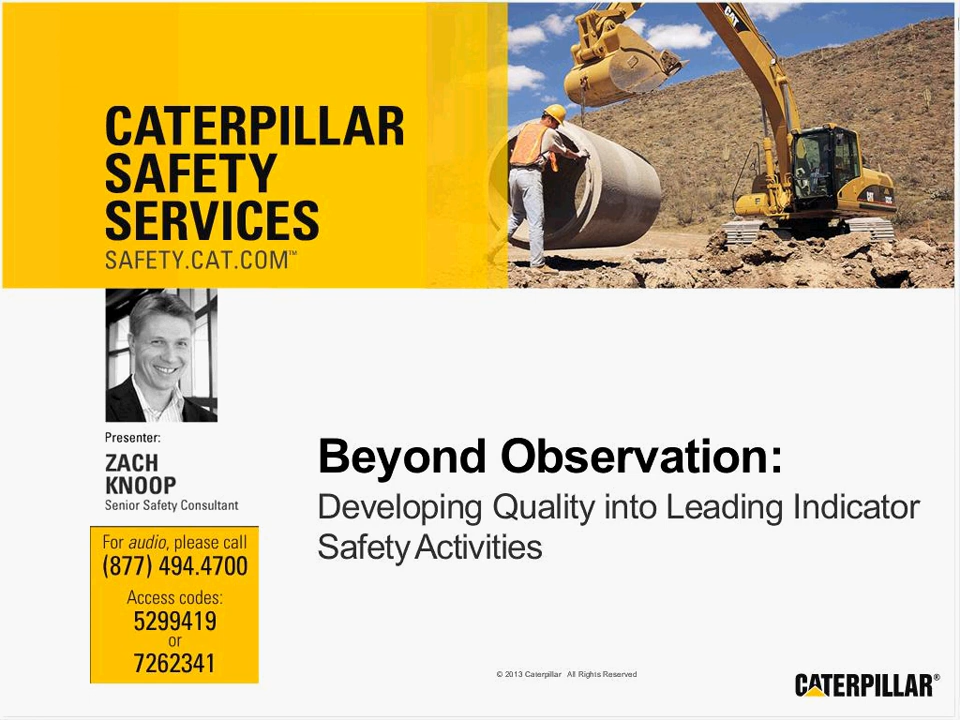 CATERPILLAR
SAFETY
SERVICES
SAFETY.CAT.COM™
CAT
CAT
Presenter:
ZACH
KNOOP
Senior Safety Consultant
For audio, please call
(877) 494.4700
Access codes:
5299419
or
7262341
Beyond Observation:
Developing Quality into Leading Indicator
Safety Activities
© 2013 Caterpillar All Rights Reserved
CATERPILLAR®